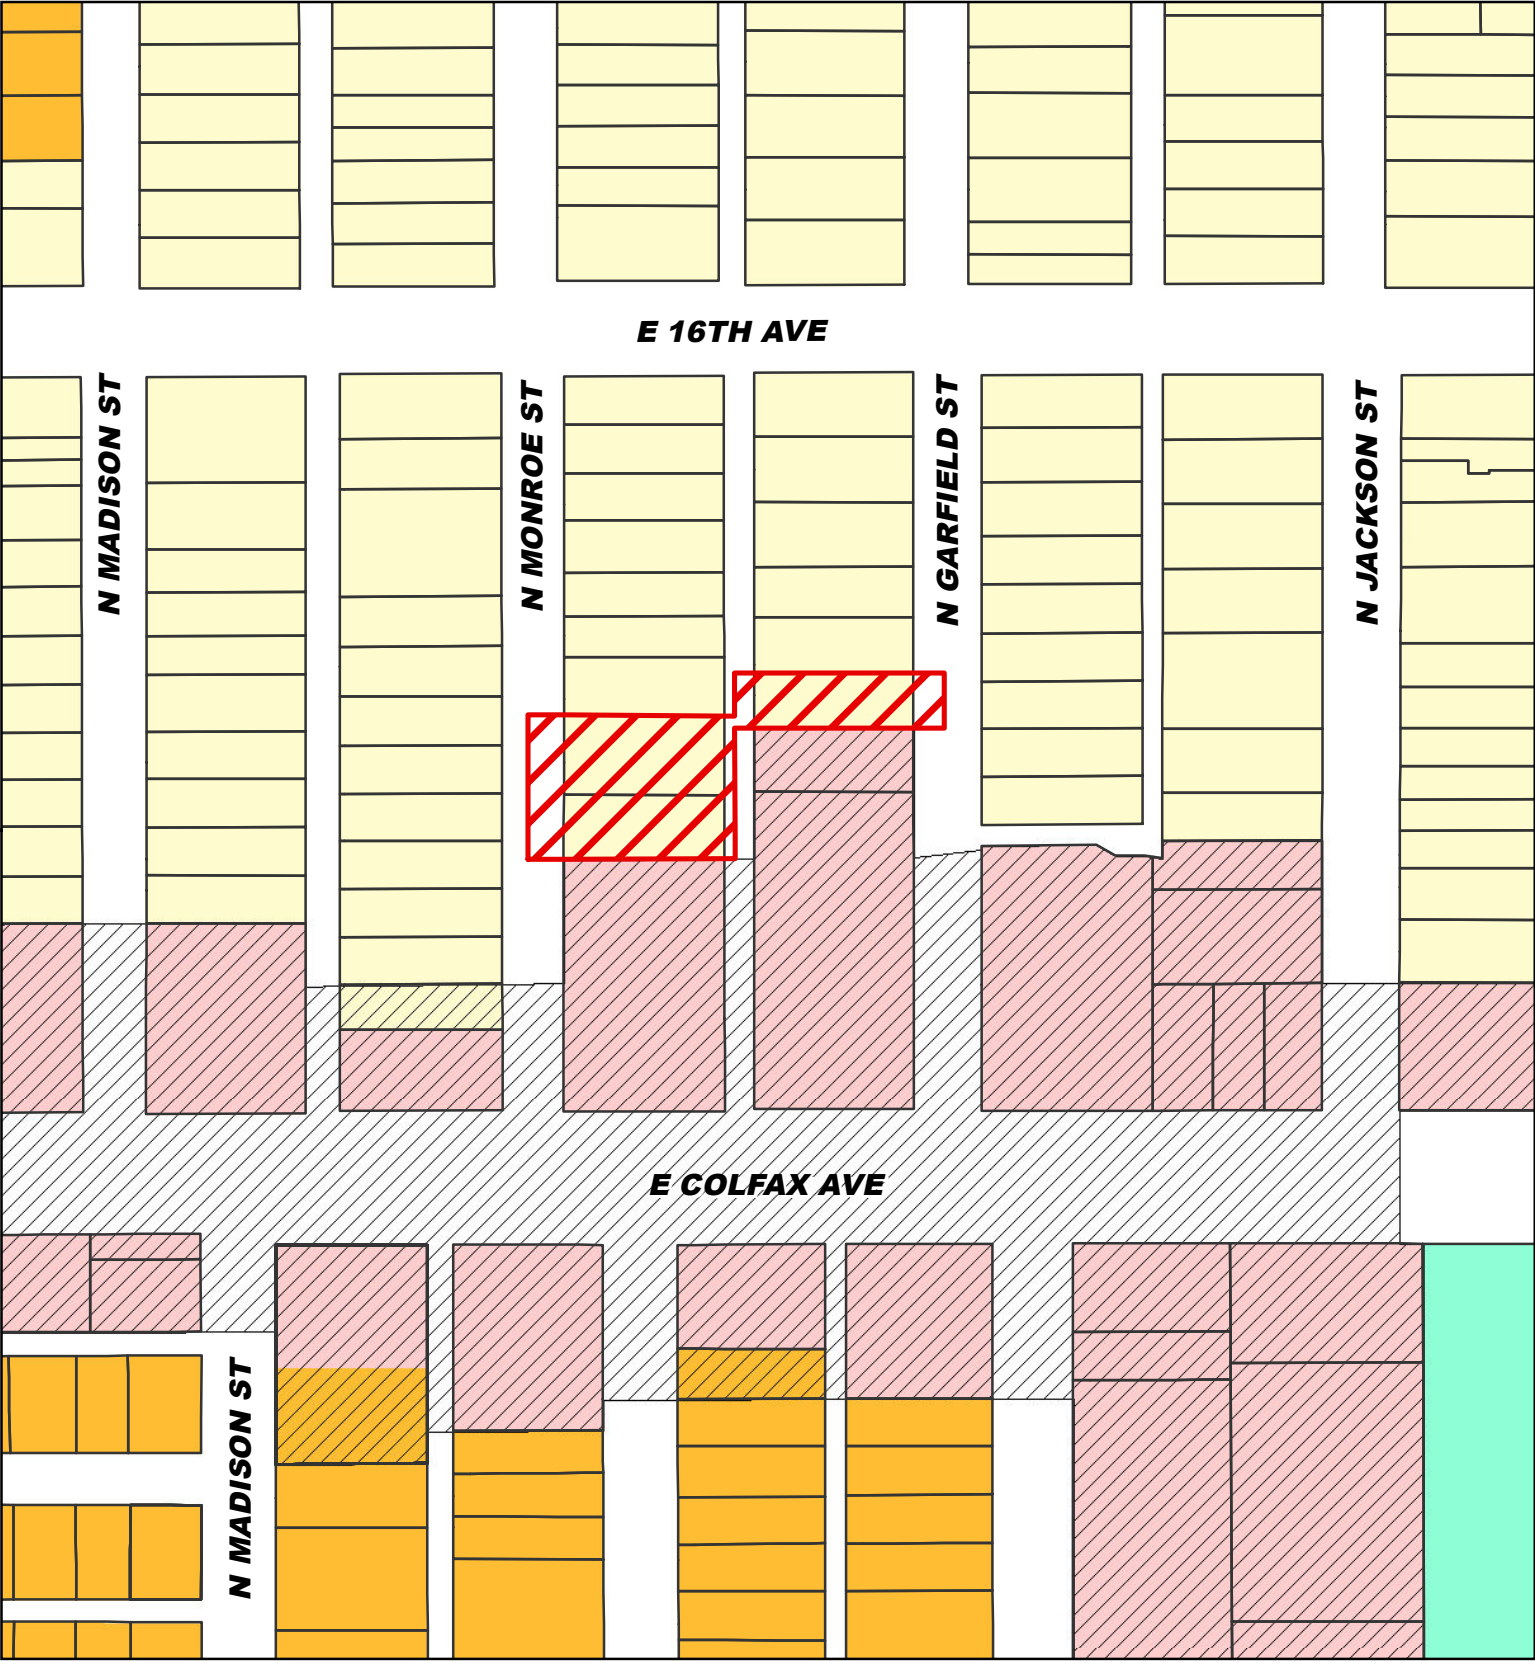 E 16TH AVE
N MADISON ST
N MONROE ST
N GARFIELD ST
N JACKSON ST
E COLFAX AVE
N MADISON ST